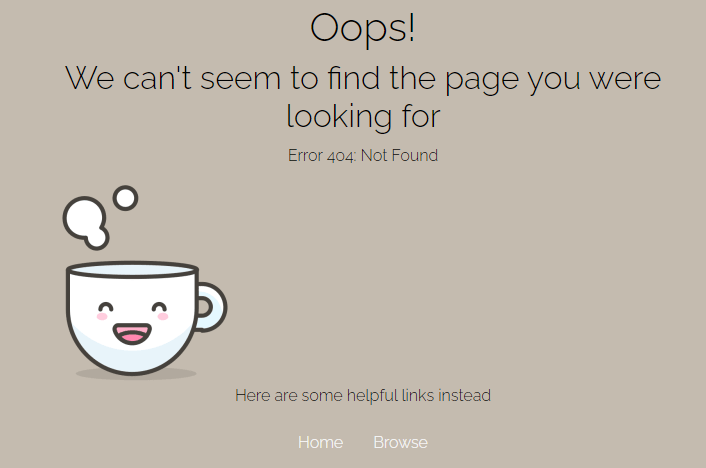 Oops!
We can't seem to find the page you were
looking for
Error 404: Not Found
Here are some helpful links instead
Home Browse